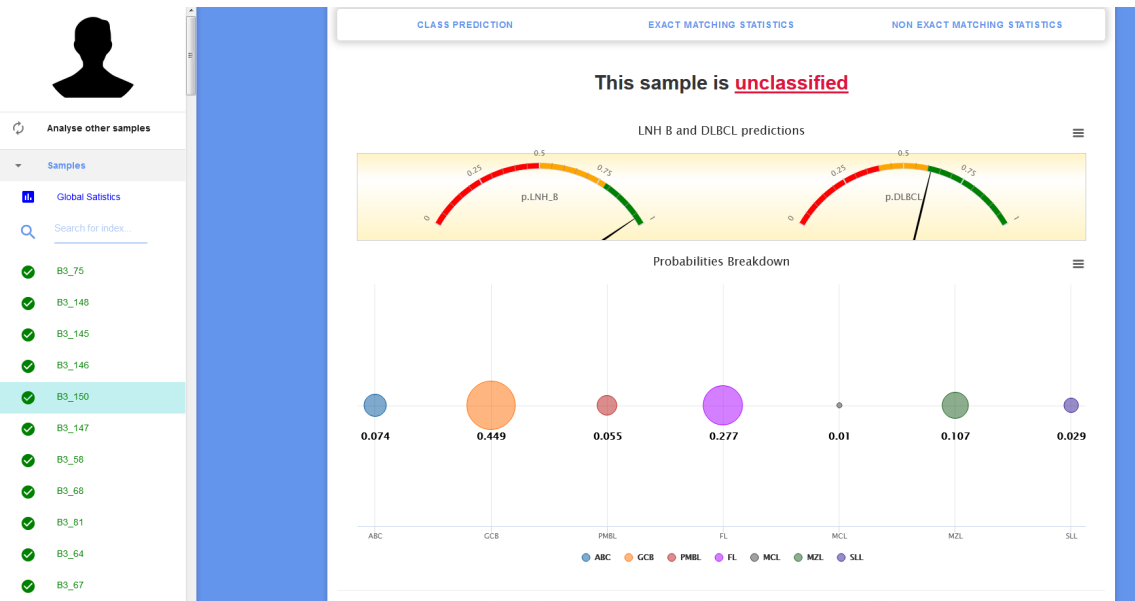 CLASS PREDICTION EXACT MATCHING STATISTICS NON EXACT MATCHING STATISTICS
This sample is unclassified
Analyse other samples
Samples
Global Satistics
Search for index...
B3_75
B3_148
B3_145
B3_146
B3_150
B3_147
B3_58
B3_68
B3_81
B3_64
B3_67
LNH B and DLBCL predictions
0 0.25 0.5 0.75 1
p.LNH_B
0 0.25 0.5 0.75 1
p.DLBCL
Probabilities Breakdown
0.074 0.449 0.055 0.277 0.01 0.107 0.029
ABC GCB PMBL FL MCL MZL SLL
ABC GCB PMBL FL MCL MZL SLL